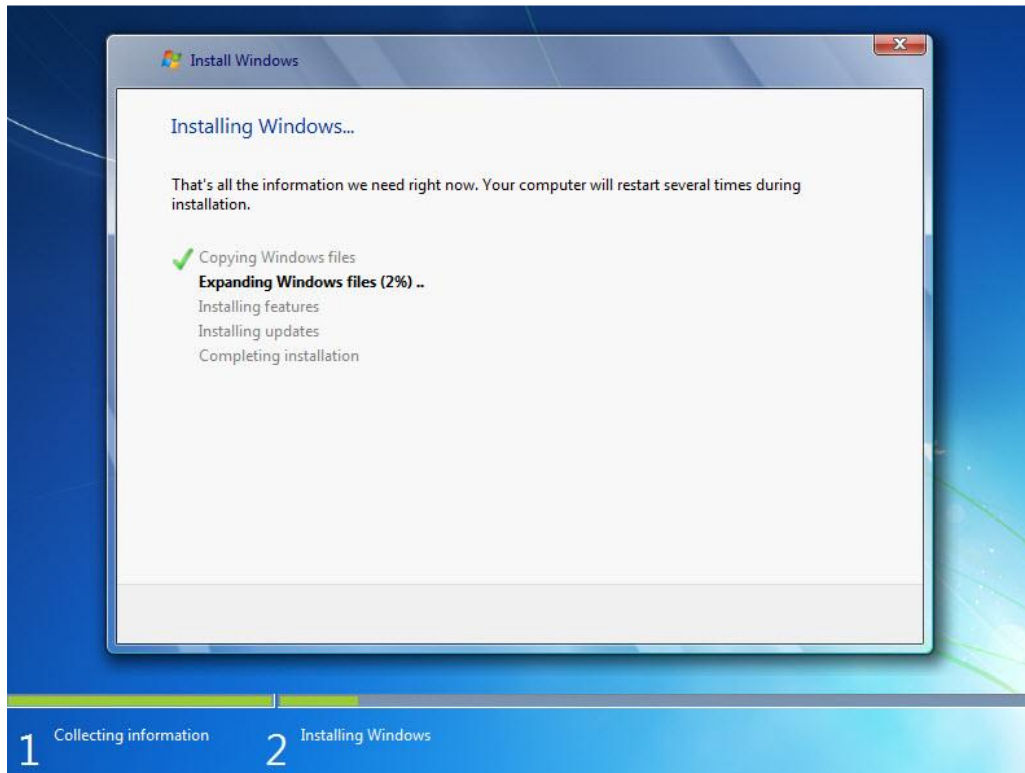 Install Windows
Installing Windows...
That's all the information we need right now. Your computer will restart several times during
installation.
Copying Windows files
Expanding Windows files (2%) ..
Installing features
Installing updates
Completing installation
1 Collecting information
2 Installing Windows